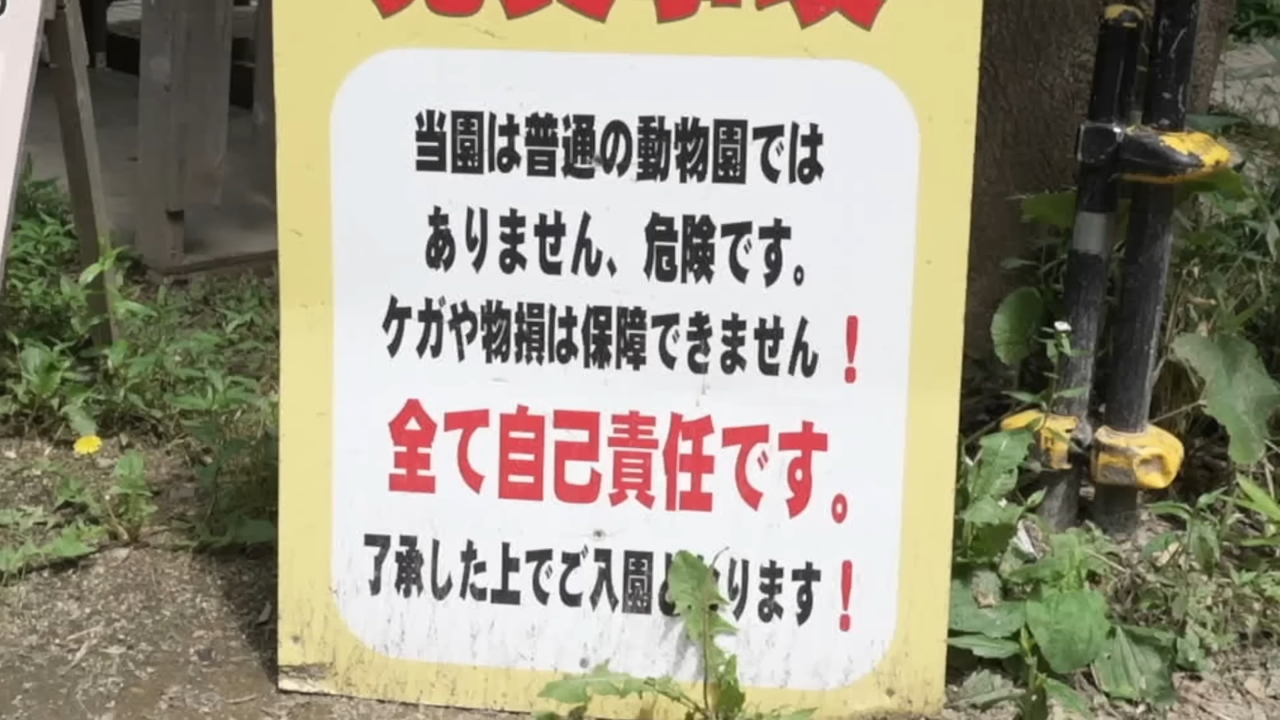 当園は普通の動物園では
ありません、危険です。
ケガや物損は保障できません！
全て自己責任です。
了承した上でご入園となります！